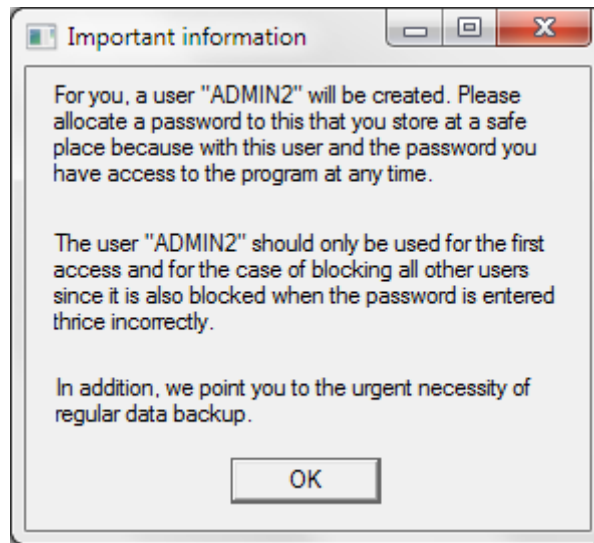 Important information
For you, a user "ADMIN2" will be created. Please
allocate a password to this that you store at a safe
place because with this user and the password you
have access to the program at any time.
The user "ADMIN2" should only be used for the first
access and for the case of blocking all other users
since it is also blocked when the password is entered
thrice incorrectly.
In addition, we point you to the urgent necessity of
regular data backup.
OK